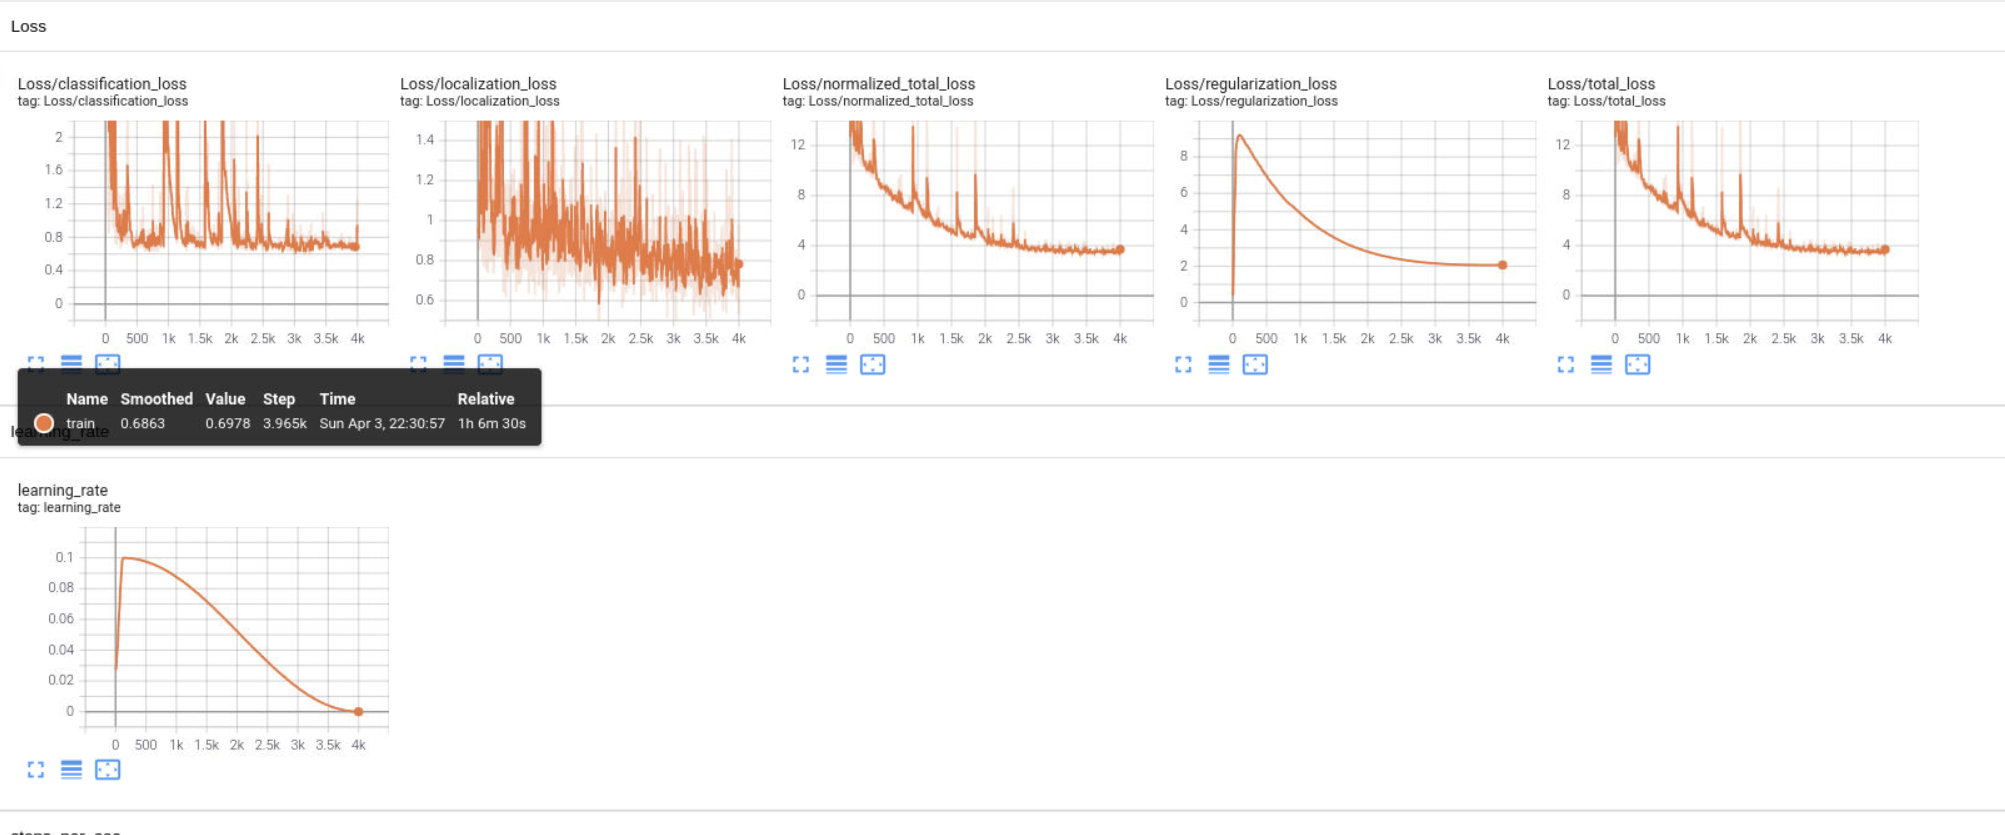 Loss
Loss/classification_loss
tag: Loss/classification_loss
2
1.6
1.2
0.8
0.4
0
0 500 1k 1.5k 2k 2.5k 3k 3.5k 4k
Loss/localization_loss
tag: Loss/localization_loss
1.4
1.2
1
0.8
0.6
0 500 1k 1.5k 2k 2.5k 3k 3.5k 4k
Loss/normalized_total_loss
tag: Loss/normalized_total_loss
12
8
4
0
0 500 1k 1.5k 2k 2.5k 3k 3.5k 4k
Loss/regularization_loss
tag: Loss/regularization_loss
8
6
4
2
0
0 500 1k 1.5k 2k 2.5k 3k 3.5k 4k
Loss/total_loss
tag: Loss/total_loss
12
8
4
0
0 500 1k 1.5k 2k 2.5k 3k 3.5k 4k
Name Smoothed Value Step Time Relative
train 0.6863 0.6978 3.965k Sun Apr 3, 22:30:57 1h 6m 30s
learning_rate
learning_rate
tag: learning_rate
0.1
0.08
0.06
0.04
0.02
0
0 500 1k 1.5k 2k 2.5k 3k 3.5k 4k